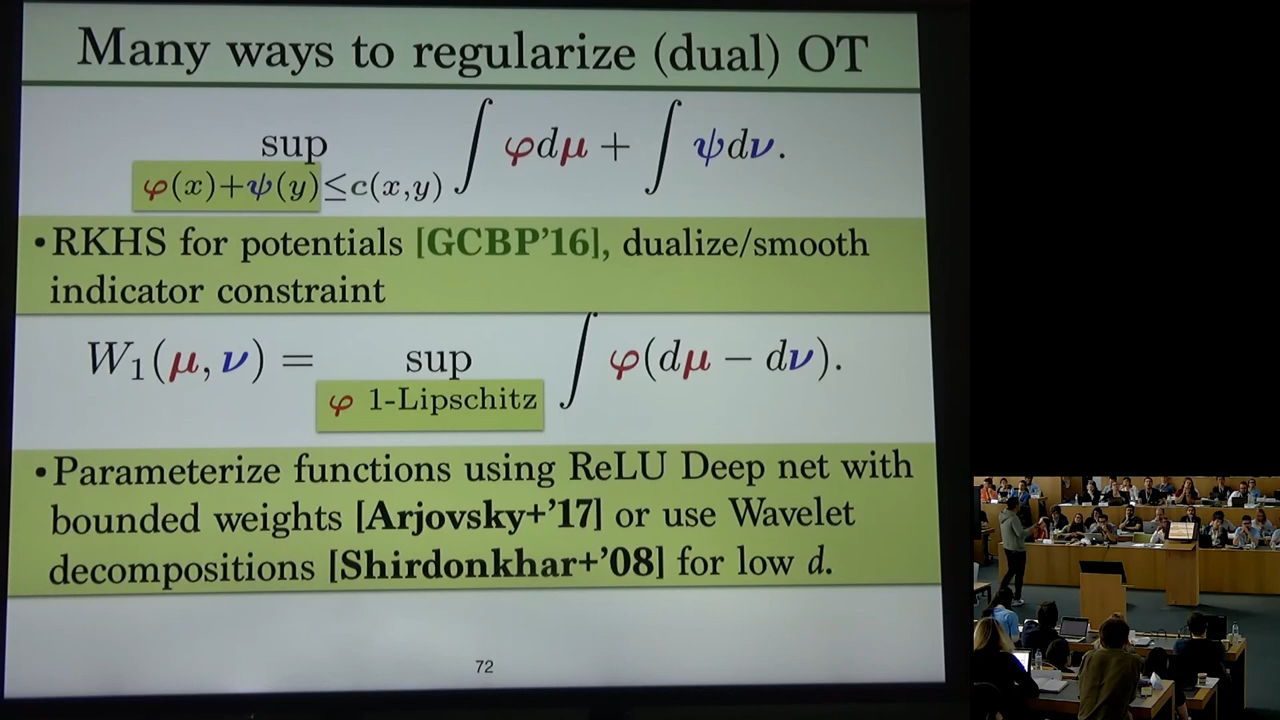 Many ways to regularize (dual) OT
sup ∫ φdμ + ∫ ψdν.
φ(x)+ψ(y)≤c(x,y)
•RKHS for potentials [GCBP’16], dualize/smooth
indicator constraint
W₁(μ, ν) = sup ∫ φ(dμ − dν).
φ 1-Lipschitz
•Parameterize functions using ReLU Deep net with
bounded weights [Arjovsky+’17] or use Wavelet
decompositions [Shirdonkhar+’08] for low d.
72